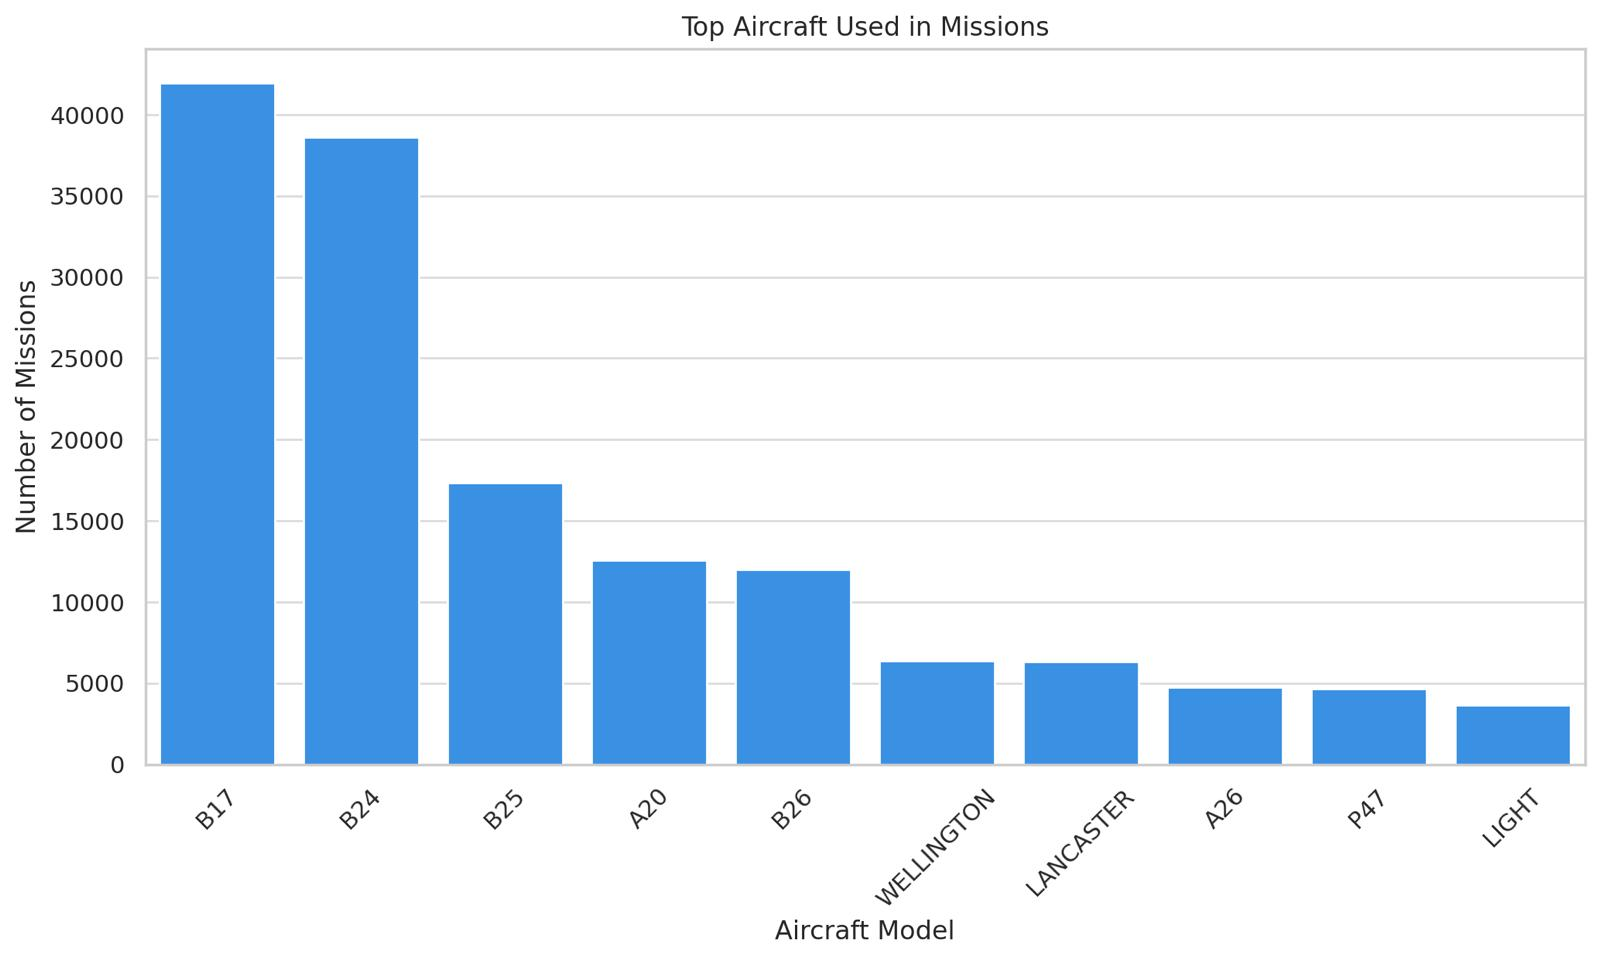 Top Aircraft Used in Missions
Number of Missions
40000
35000
30000
25000
20000
15000
10000
5000
0
B17
B24
B25
A20
B26
WELLINGTON
LANCASTER
A26
P47
LIGHT
Aircraft Model